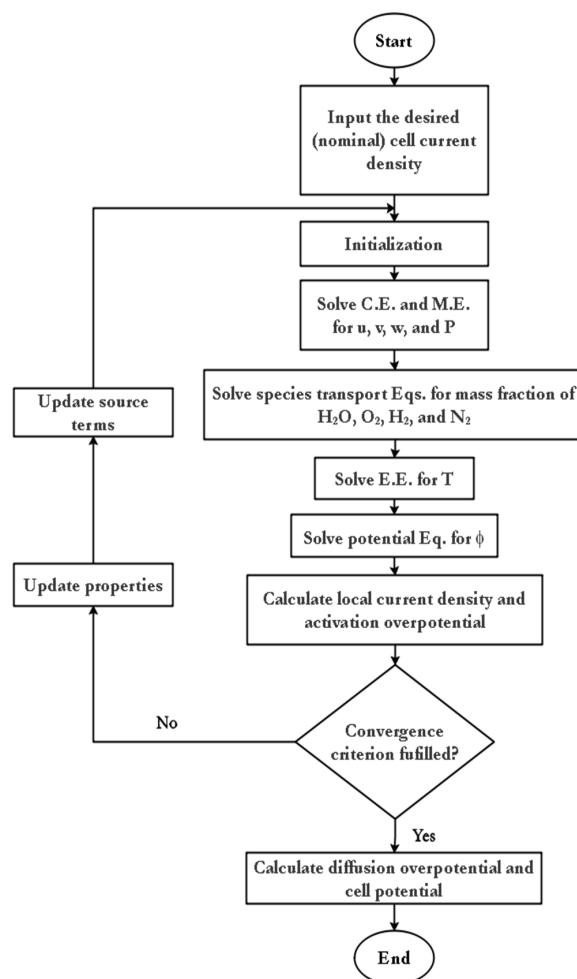 Start
Input the desired
(nominal) cell current
density
Initialization
Solve C.E. and M.E.
for u, v, w, and P
Solve species transport Eqs. for mass fraction of
H₂O, O₂, H₂, and N₂
Update source
terms
Solve E.E. for T
Solve potential Eq. for ϕ
Update properties
Calculate local current density and
activation overpotential
No
Convergence
criterion fufilled?
Yes
Calculate diffusion overpotential and
cell potential
End